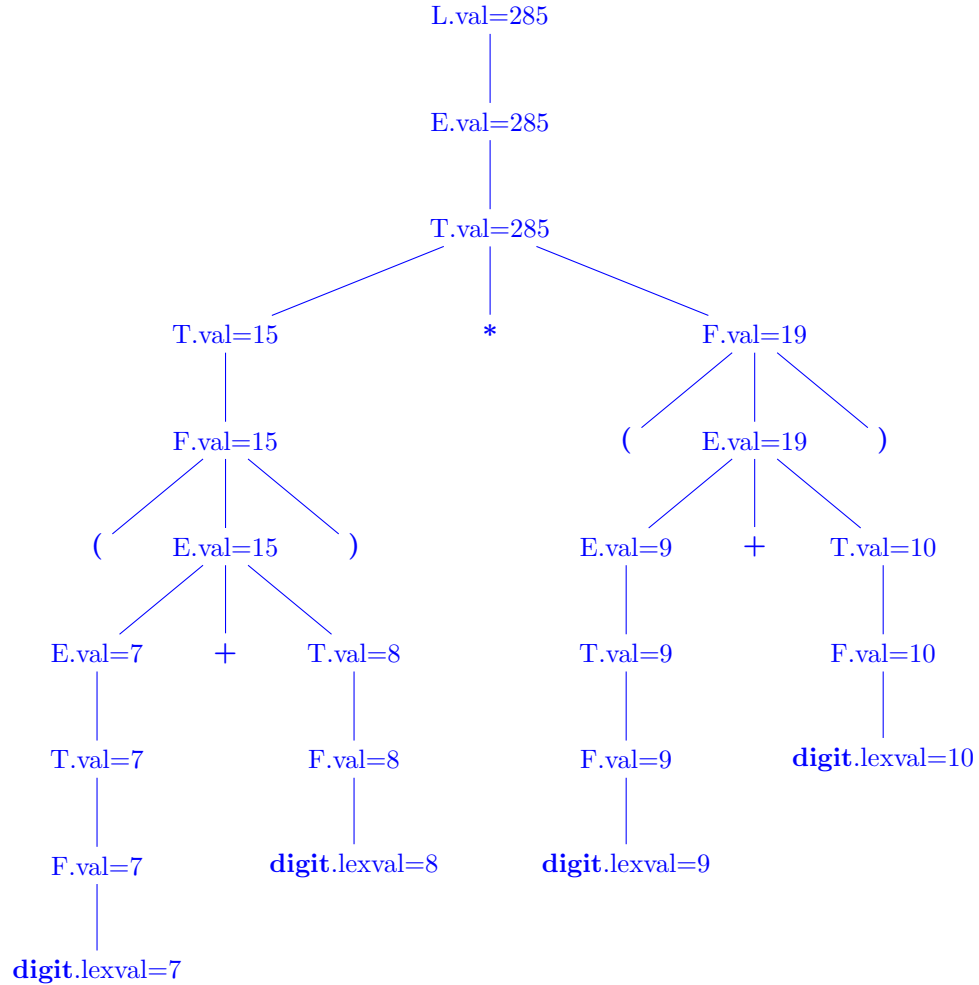 L.val=285
E.val=285
T.val=285
T.val=15 * F.val=19
F.val=15 ( E.val=19 )
( E.val=15 ) E.val=9 + T.val=10
E.val=7 + T.val=8 T.val=9 F.val=10
T.val=7 F.val=8 F.val=9 digit.lexval=10
F.val=7 digit.lexval=8 digit.lexval=9
digit.lexval=7